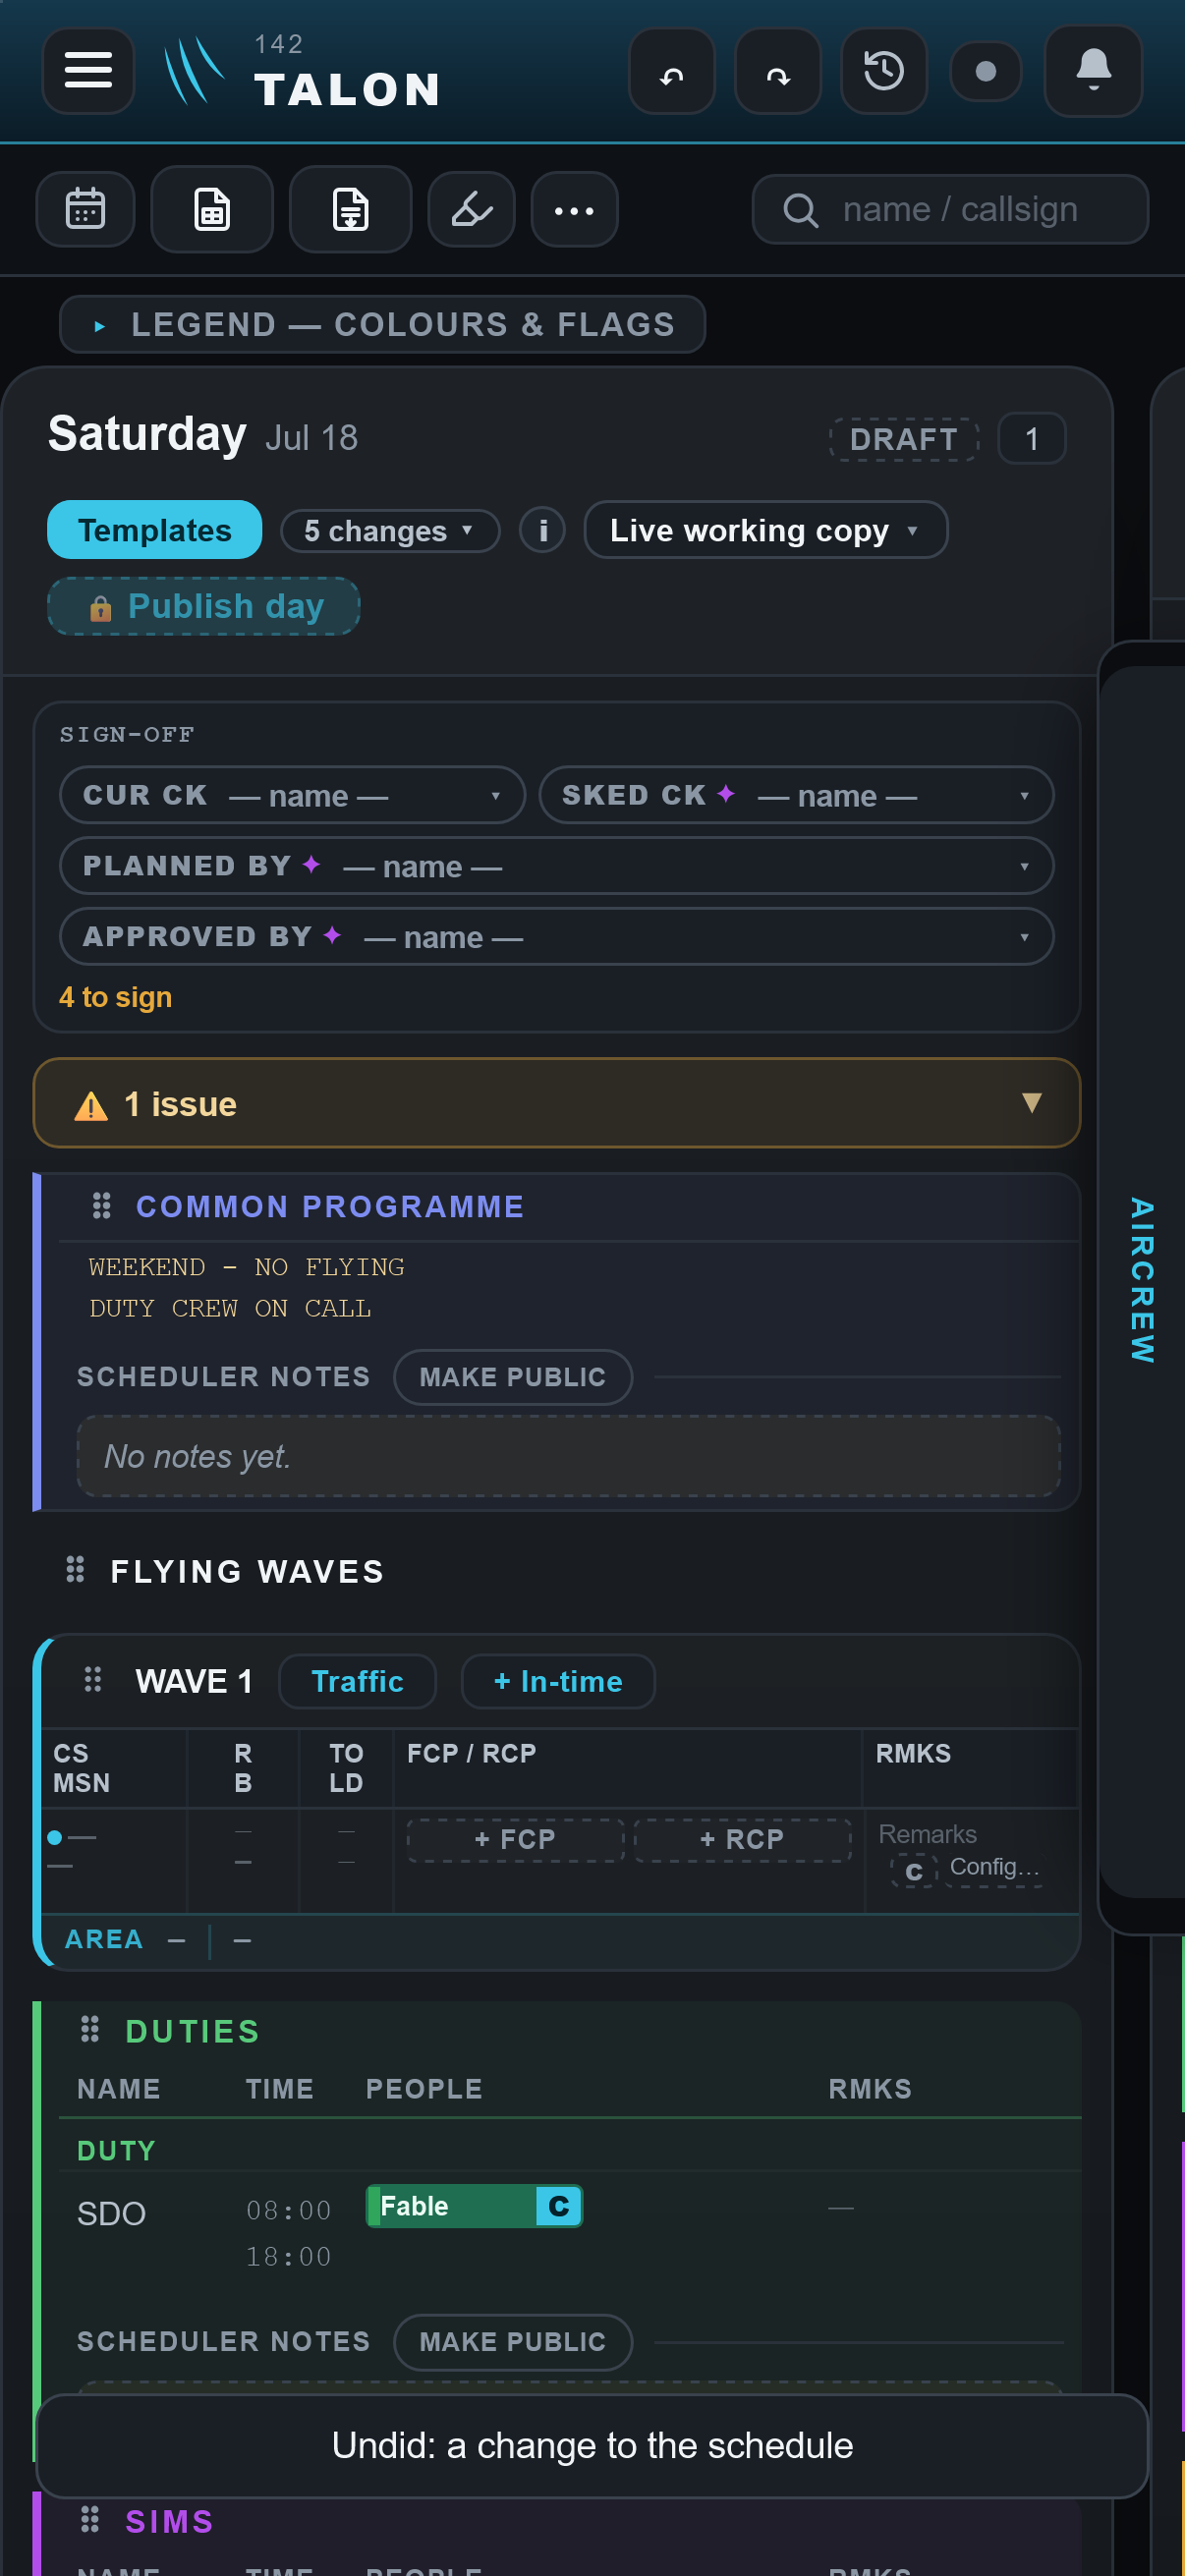 142
TALON
name / callsign
LEGEND — COLOURS & FLAGS
Saturday Jul 18 DRAFT 1
Templates 5 changes i Live working copy
Publish day
SIGN-OFF
CUR CK — name — SKED CK — name —
PLANNED BY — name —
APPROVED BY — name —
4 to sign
1 issue
COMMON PROGRAMME
WEEKEND – NO FLYING
DUTY CREW ON CALL
SCHEDULER NOTES MAKE PUBLIC
No notes yet.
FLYING WAVES
WAVE 1 Traffic + In-time
CS R TO FCP / RCP RMKS
MSN B LD
— — — + FCP + RCP Remarks
— — — C Config…
AREA – | –
DUTIES
NAME TIME PEOPLE RMKS
DUTY
SDO 08:00 Fable C —
18:00
SCHEDULER NOTES MAKE PUBLIC
Undid: a change to the schedule
SIMS
NAME TIME PEOPLE RMKS
AIRCREW